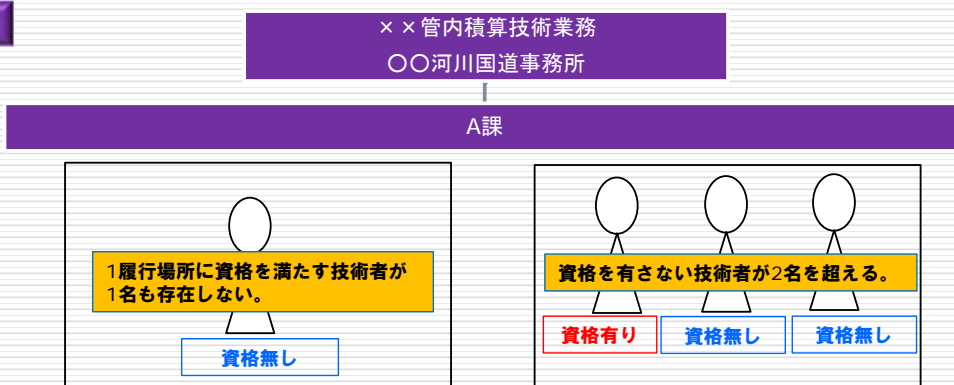 ××管内積算技術業務
〇〇河川国道事務所
A課
1履行場所に資格を満たす技術者が
1名も存在しない。
資格無し
資格を有さない技術者が2名を超える。
資格有り
資格無し
資格無し